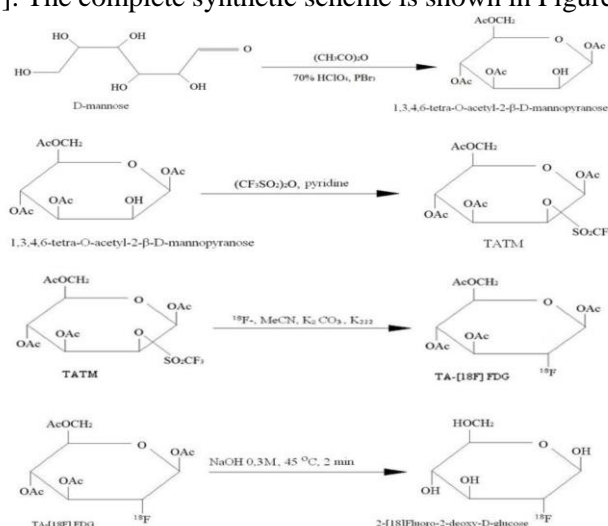 ]. The complete synthetic scheme is shown in Figure
HO OH O
HO HO OH
D-mannose
(CH₃CO)₂O
70% HClO₄, PBr₃
AcOCH₂
O OAc
OAc OAc OH
1,3,4,6-tetra-O-acetyl-2-β-D-mannopyranose
AcOCH₂
O OAc
OAc OAc OH
1,3,4,6-tetra-O-acetyl-2-β-D-mannopyranose
(CF₃SO₂)₂O, pyridine
AcOCH₂
O OAc
OAc OAc O
SO₂CF
TATM
AcOCH₂
O OAc
OAc OAc O
SO₂CF₃
TATM
¹⁸F-, MeCN, K₂ CO₃ , K₂₂₂
AcOCH₂
O OAc
OAc OAc
¹⁸F
TA-[18F] FDG
AcOCH₂
O OAc
OAc OAc
¹⁸F
TA-[18F] FDG
NaOH 0,3M, 45 °C, 2 min
HOCH₂
O OH
OH OH
¹⁸F
2-[18]Fluoro-2-deoxy-D-glucose